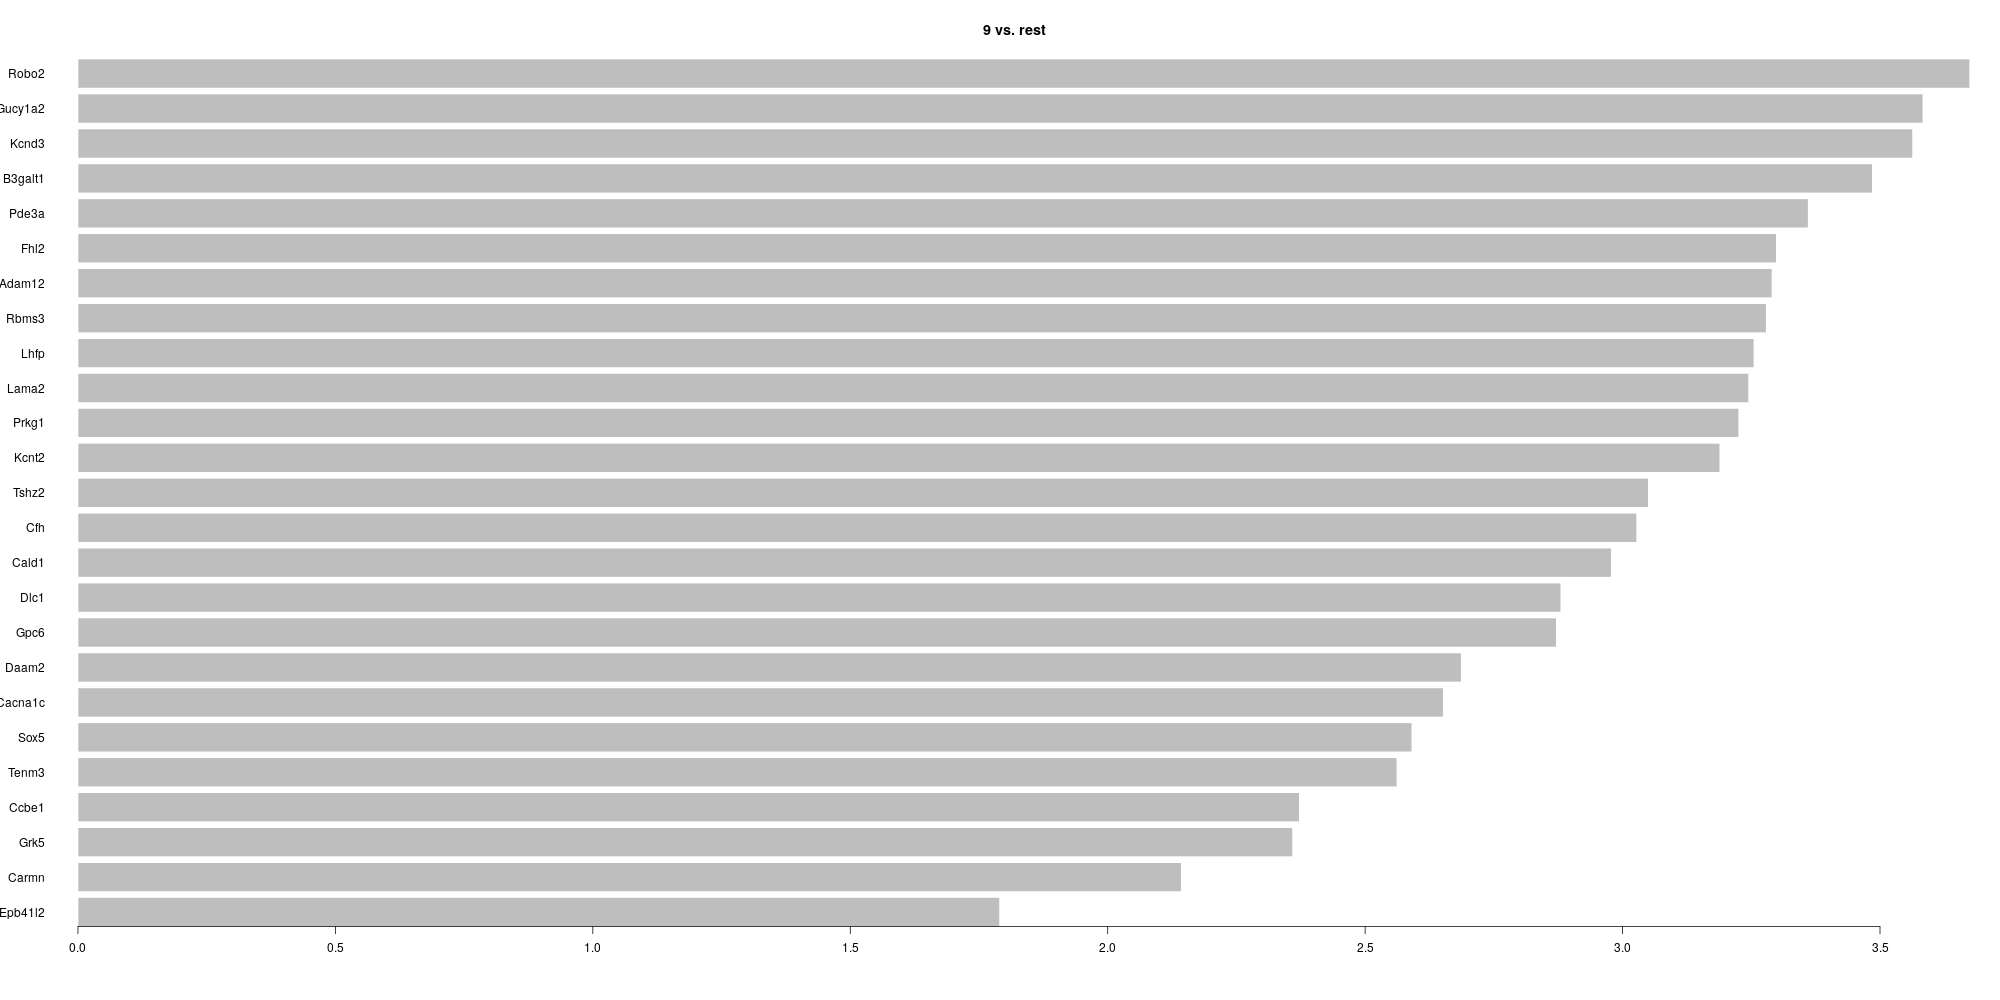 9 vs. rest
Robo2
Gucy1a2
Kcnd3
B3galt1
Pde3a
Fhl2
Adam12
Rbms3
Lhfp
Lama2
Prkg1
Kcnt2
Tshz2
Cfh
Cald1
Dlc1
Gpc6
Daam2
Cacna1c
Sox5
Tenm3
Ccbe1
Grk5
Carmn
Epb41l2
0.0 0.5 1.0 1.5 2.0 2.5 3.0 3.5